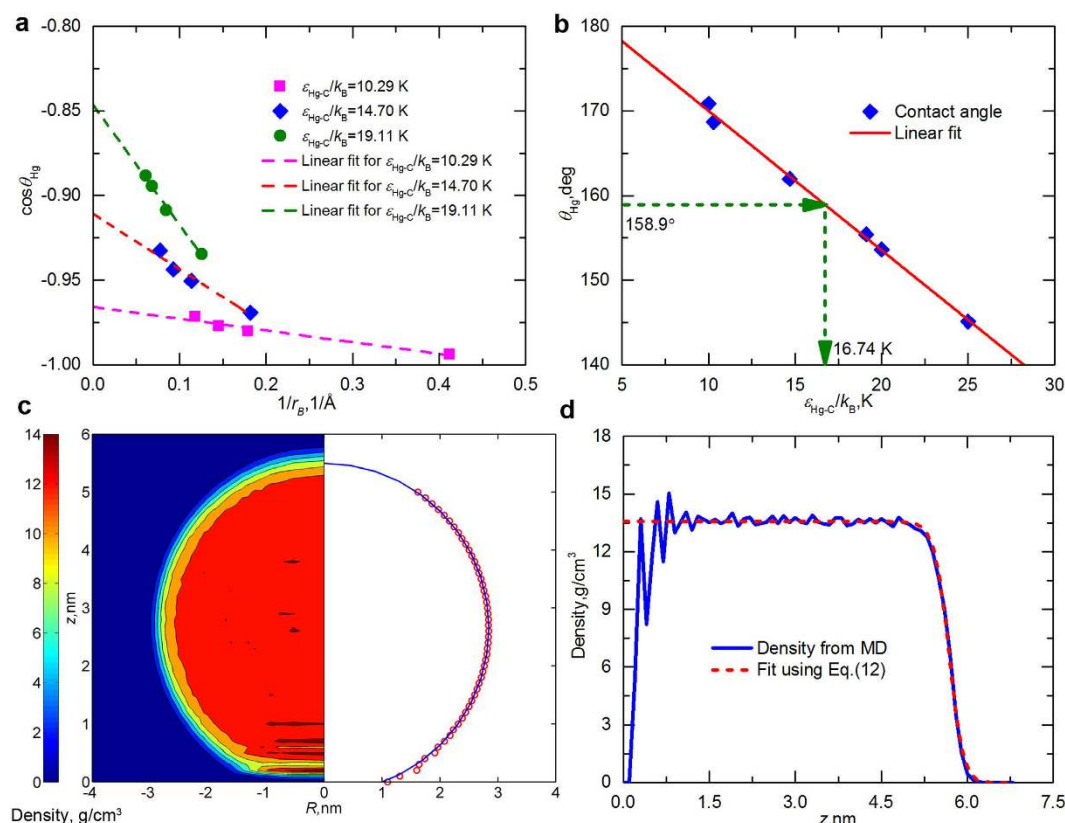 a
-0.80
-0.85
-0.90
-0.95
-1.00
cosθHg
εHg-C/kB=10.29 K
εHg-C/kB=14.70 K
εHg-C/kB=19.11 K
Linear fit for εHg-C/kB=10.29 K
Linear fit for εHg-C/kB=14.70 K
Linear fit for εHg-C/kB=19.11 K
0.0 0.1 0.2 0.3 0.4 0.5
1/rB,1/Å
b
180
170
160
150
140
θHg,deg
Contact angle
Linear fit
158.9°
16.74 K
5 10 15 20 25 30
εHg-C/kB,K
c
14
12
10
8
6
4
2
0
Density, g/cm³
6
5
4
3
2
1
0
z,nm
-4 -3 -2 -1 0 1 2 3 4
R,nm
d
18
15
12
9
6
3
0
Density,g/cm³
Density from MD
Fit using Eq.(12)
0.0 1.5 3.0 4.5 6.0 7.5
z nm